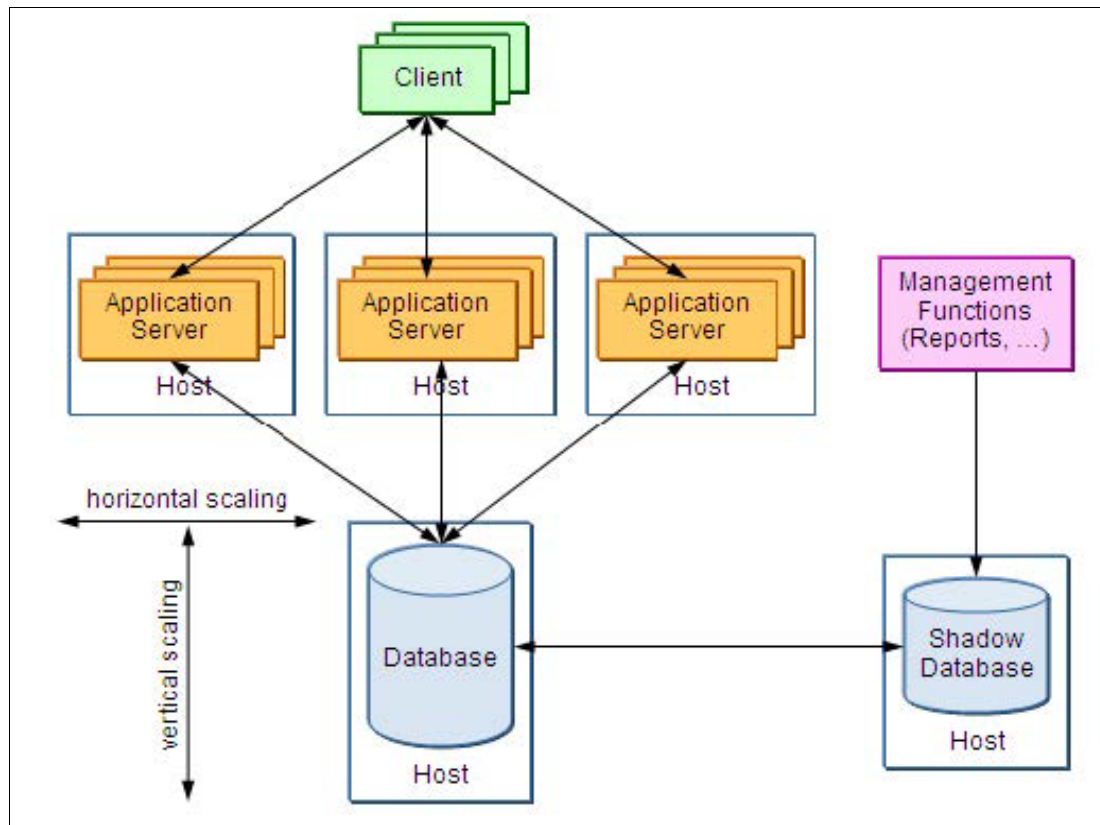 Client
Application
Server
Host
Application
Server
Host
Application
Server
Host
Management
Functions
(Reports, ...)
horizontal scaling
vertical scaling
Database
Host
Shadow
Database
Host